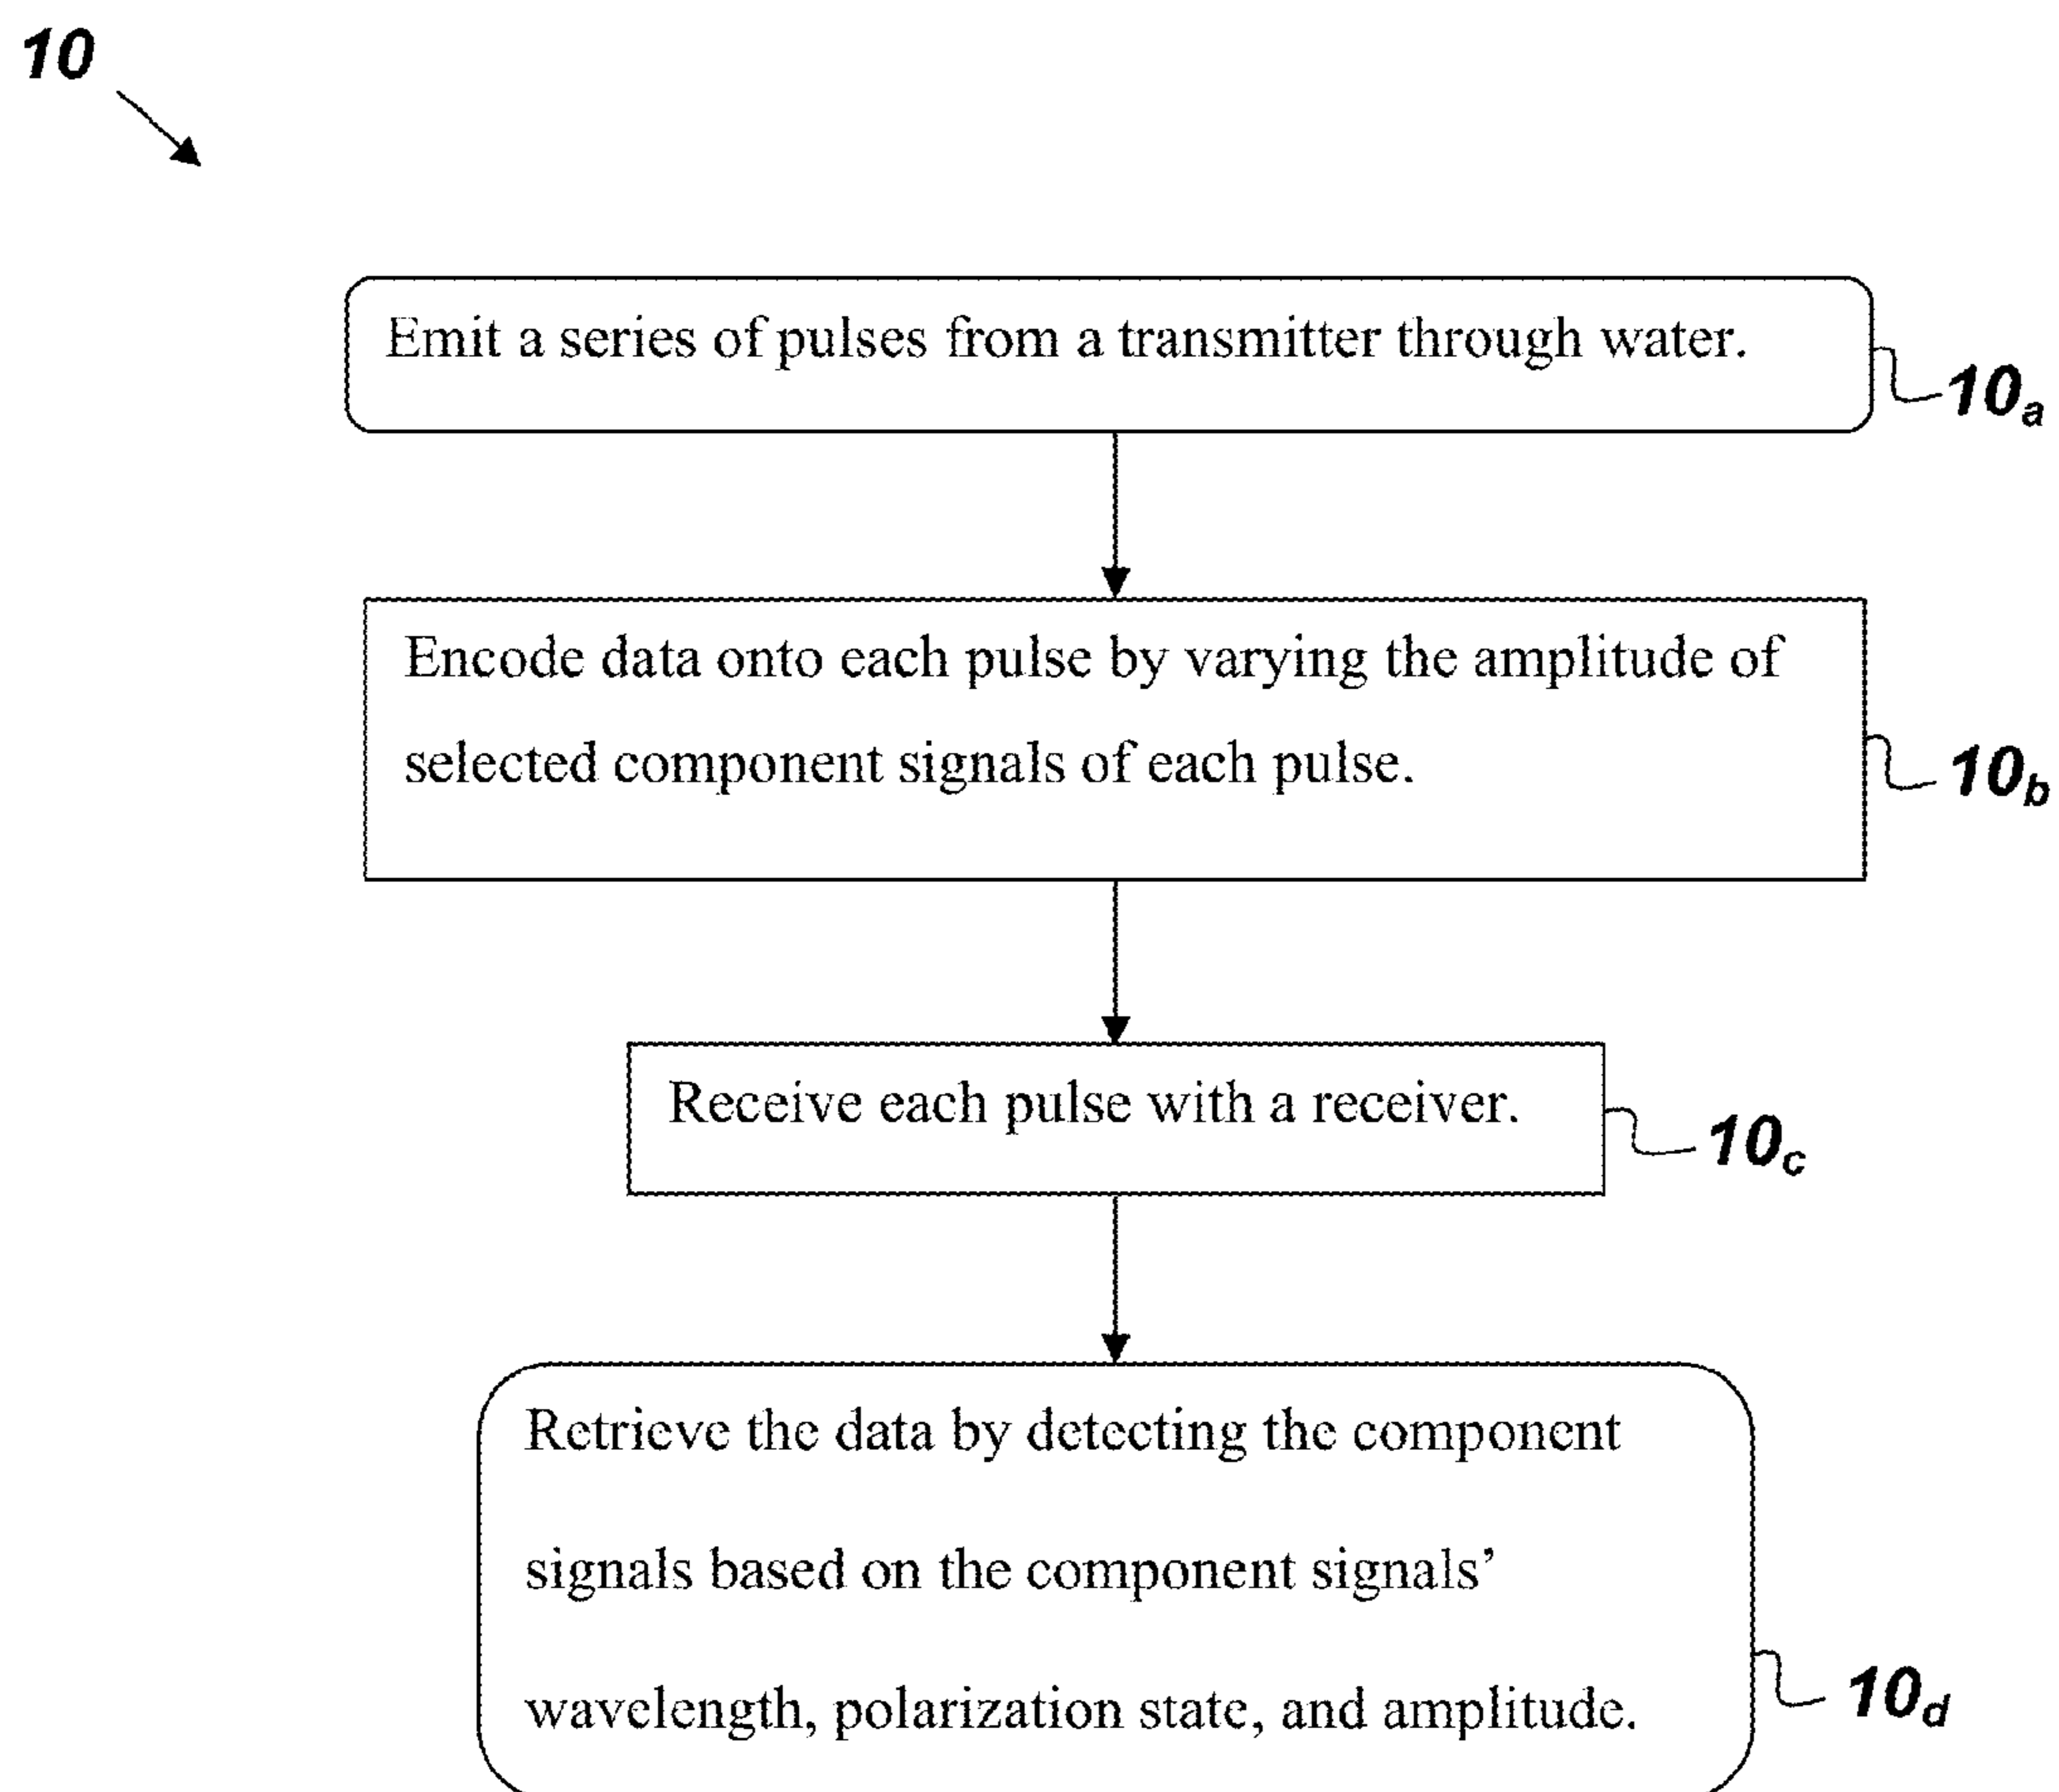 10
Emit a series of pulses from a transmitter through water.
10a
Encode data onto each pulse by varying the amplitude of
selected component signals of each pulse.
10b
Receive each pulse with a receiver.
10c
Retrieve the data by detecting the component
signals based on the component signals’
wavelength, polarization state, and amplitude.
10d